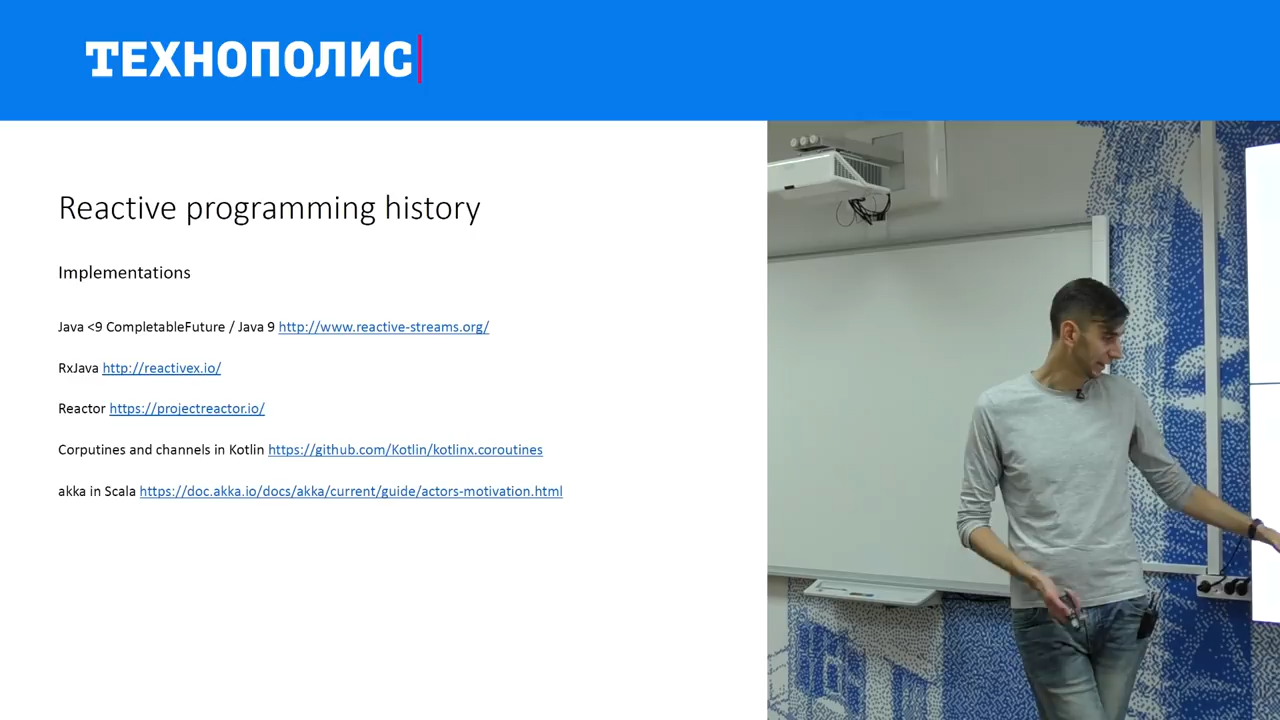 ТЕХНОПОЛИС
Reactive programming history
Implementations
Java <9 CompletableFuture / Java 9 http://www.reactive-streams.org/
RxJava http://reactivex.io/
Reactor https://projectreactor.io/
Corputines and channels in Kotlin https://github.com/Kotlin/kotlinx.coroutines
akka in Scala https://doc.akka.io/docs/akka/current/guide/actors-motivation.html